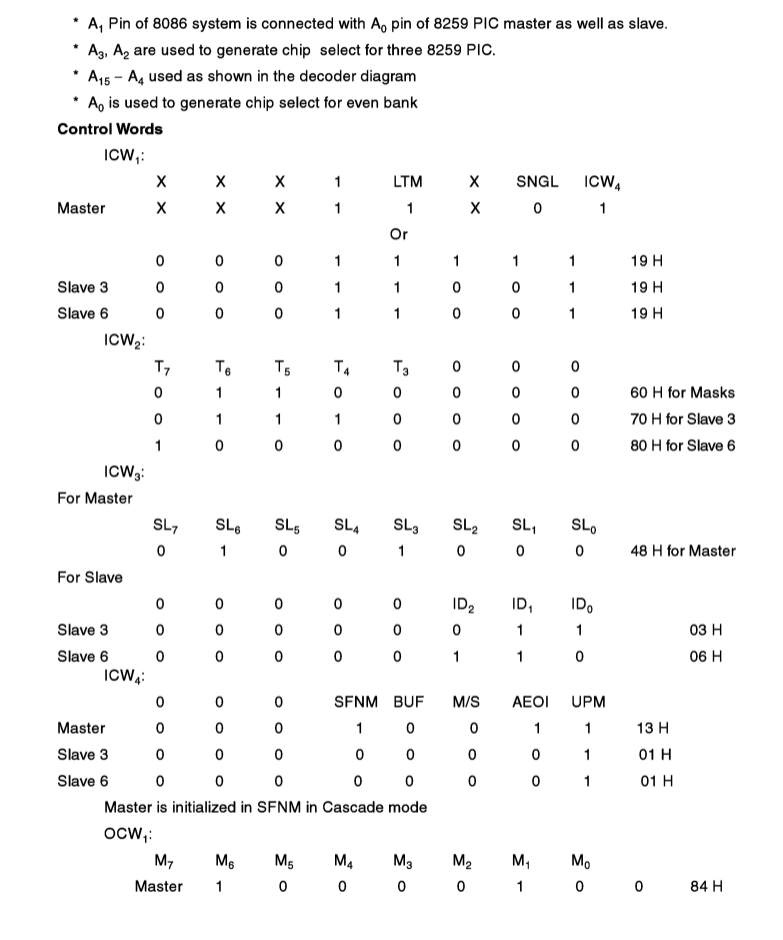 * A₁ Pin of 8086 system is connected with A₀ pin of 8259 PIC master as well as slave.
* A₃, A₂ are used to generate chip select for three 8259 PIC.
* A₁₅ – A₄ used as shown in the decoder diagram
* A₀ is used to generate chip select for even bank
Control Words
ICW₁:
X X X 1 LTM X SNGL ICW₄
Master X X X 1 1 X 0 1
Or
0 0 0 1 1 1 1 1 19 H
Slave 3 0 0 0 1 1 0 0 1 19 H
Slave 6 0 0 0 1 1 0 0 1 19 H
ICW₂:
T₇ T₆ T₅ T₄ T₃ 0 0 0
0 1 1 0 0 0 0 0 60 H for Masks
0 1 1 1 0 0 0 0 70 H for Slave 3
1 0 0 0 0 0 0 0 80 H for Slave 6
ICW₃:
For Master
SL₇ SL₆ SL₅ SL₄ SL₃ SL₂ SL₁ SL₀
0 1 0 0 1 0 0 0 48 H for Master
For Slave
0 0 0 0 0 ID₂ ID₁ ID₀
Slave 3 0 0 0 0 0 0 1 1 03 H
Slave 6 0 0 0 0 0 1 1 0 06 H
ICW₄:
0 0 0 SFNM BUF M/S AEOI UPM
Master 0 0 0 1 0 0 1 1 13 H
Slave 3 0 0 0 0 0 0 0 1 01 H
Slave 6 0 0 0 0 0 0 0 1 01 H
Master is initialized in SFNM in Cascade mode
OCW₁:
M₇ M₆ M₅ M₄ M₃ M₂ M₁ M₀
Master 1 0 0 0 0 1 0 0 84 H